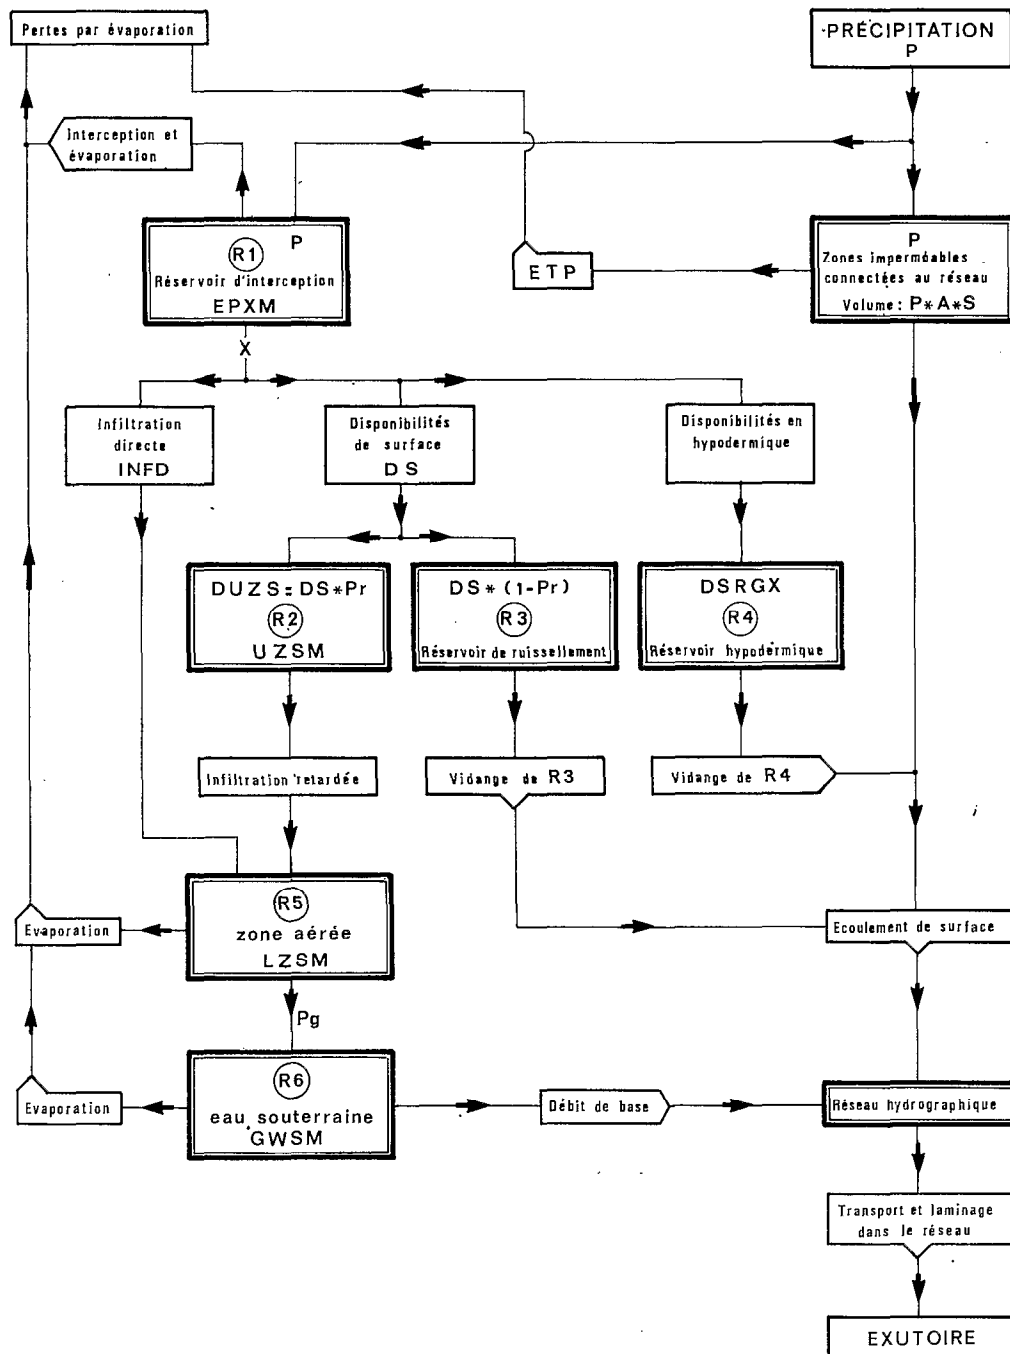 Pertes par évaporation
PRÉCIPITATION
P
Interception et
évaporation
P
R1
Réservoir d'interception
EPXM
ETP
P
Zones imperméables
connectées au réseau
Volume: P*A*S
X
Infiltration
directe
INFD
Disponibilités
de surface
DS
Disponibilités en
hypodermique
DUZS=DS*Pr
R2
UZSM
DS*(1-Pr)
R3
Réservoir de ruissellement
DSRGX
R4
Réservoir hypodérmique
Infiltration retardée
Vidange de R3
Vidange de R4
i
R5
zone aérée
LZSM
Evaporation
Ecoulement de surface
Pg
R6
eau souterraine
GWSM
Evaporation
Débit de base
Réseau hydrographique
Transport et laminage
dans le réseau
EXUTOIRE